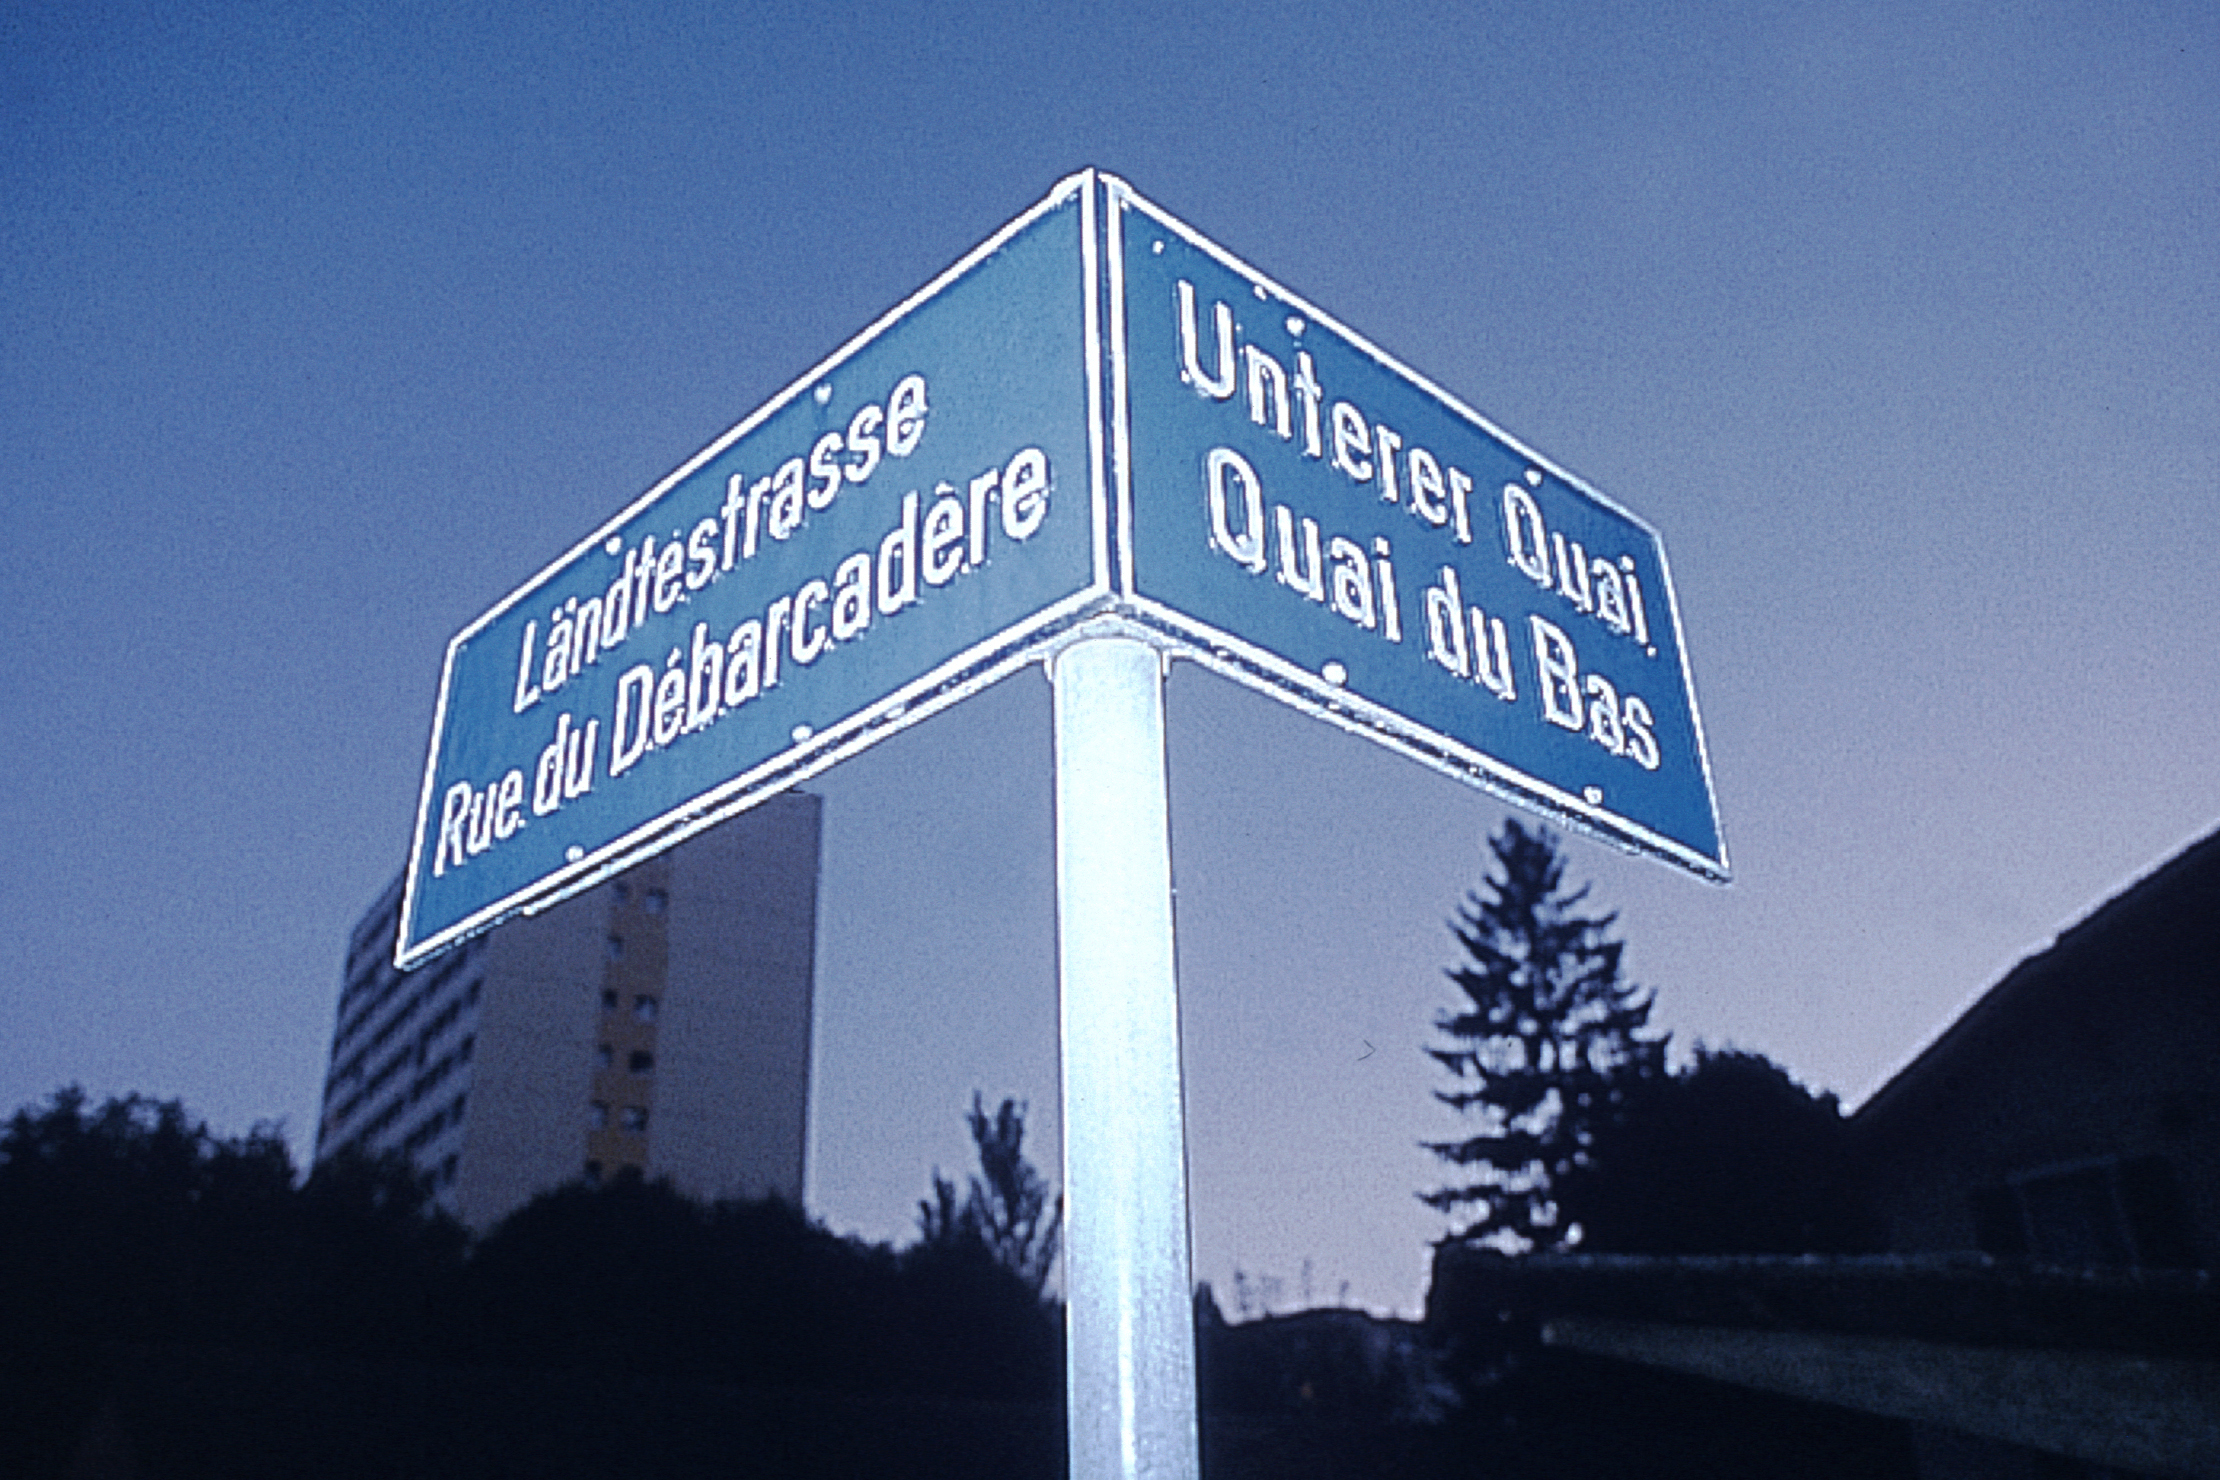 Ländtestrasse
Rue du Débarcadère
Unterer Quai
Quai du Bas